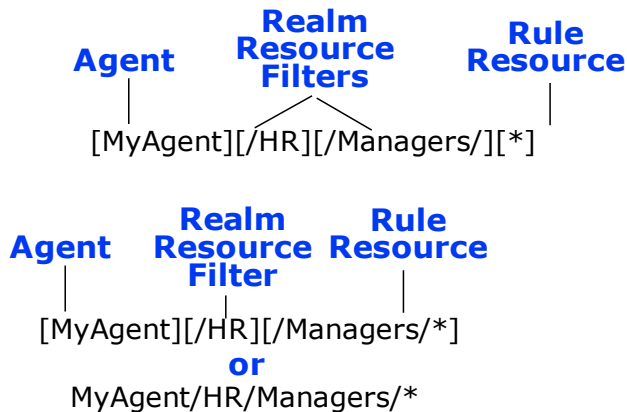 Agent
Realm
Resource
Filters
Rule
Resource
[MyAgent][/HR][/Managers/][*]
Agent
Realm
Resource
Filter
Rule
Resource
[MyAgent][/HR][/Managers/*]
or
MyAgent/HR/Managers/*